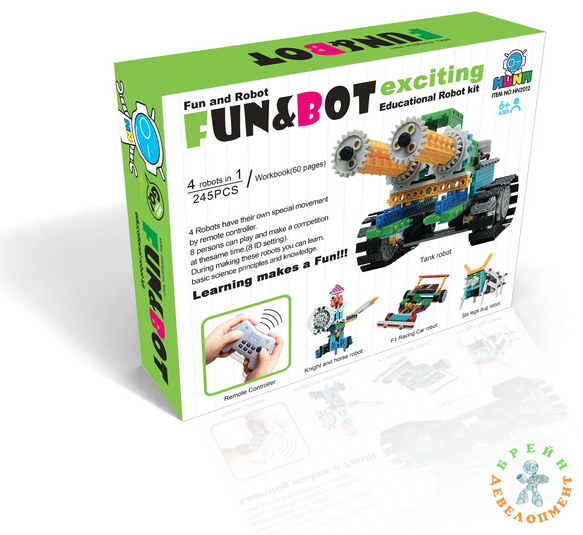 FUN&BOT
Fun and Robot
FUN&BOT exciting
Educational Robot kit
HUNA
ITEM NO.HN2012
6+
AGES
4 robots in 1 / Workbook(60 pages)
245PCS
4 Robots have their own special movement
by remote controller.
8 persons can play and make a competition
at thesame time.(8 ID setting).
During making these robots you can learn.
basic science principles and knowledge.
Learning makes a Fun!!!
Tank robot
Remote Controller
Knight and horse robot
F1 Racing Car robot
Six legs bug robot
FUN&BOT
БРЕЙН
ДЕВЕЛОПМЕНТ